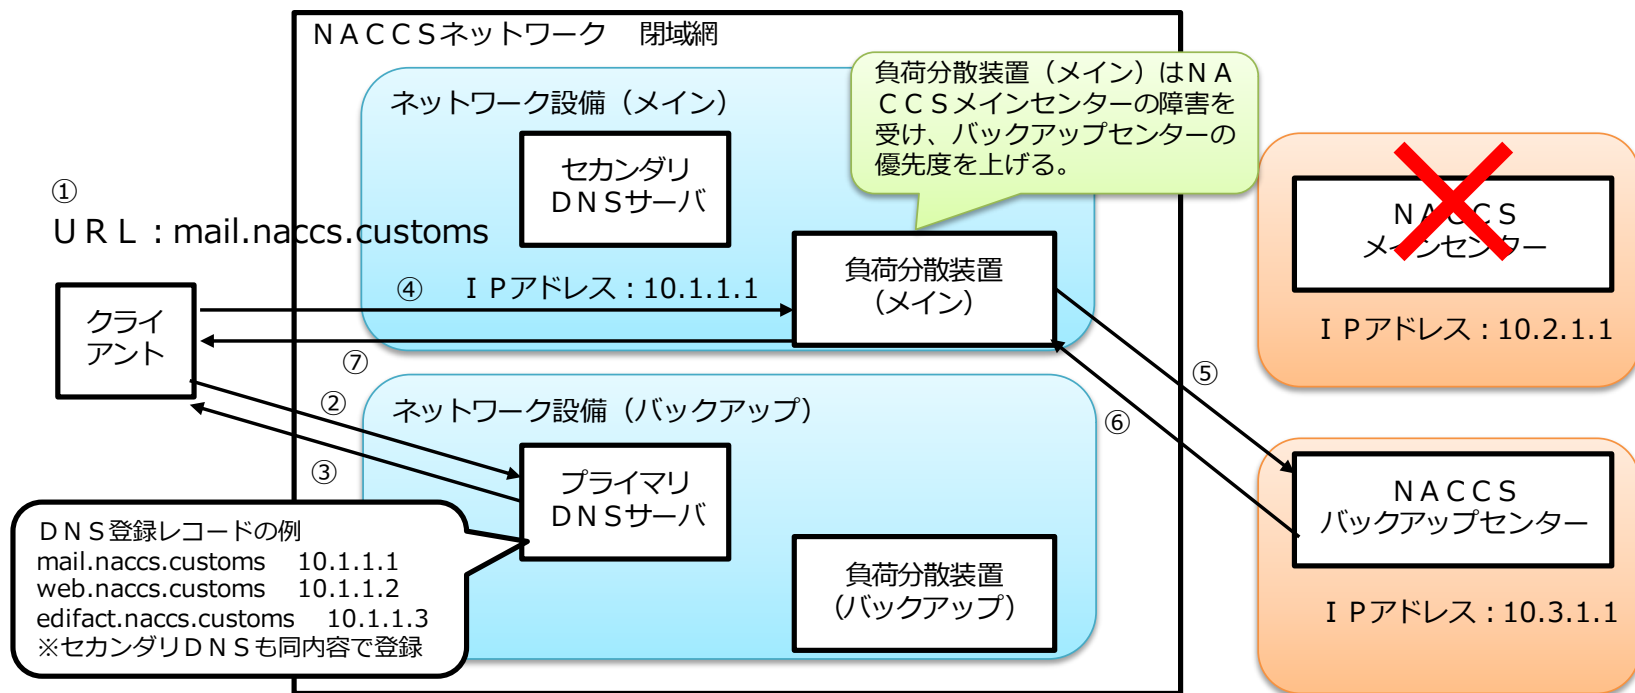 ＮＡＣＣＳネットワーク　閉域網
負荷分散装置（メイン）はＮＡ
ＣＣＳメインセンターの障害を
受け、バックアップセンターの
優先度を上げる。
ネットワーク設備（メイン）
セカンダリ
ＤＮＳサーバ
①
ＵＲＬ：mail.naccs.customs
ＮＡＣＣＳ
メインセンター
ＩＰアドレス：10.2.1.1
④
ＩＰアドレス：10.1.1.1
負荷分散装置
（メイン）
クライ
アント
⑦
⑤
②
⑥
③
ネットワーク設備（バックアップ）
プライマリ
ＤＮＳサーバ
ＮＡＣＣＳ
バックアップセンター
ＩＰアドレス：10.3.1.1
ＤＮＳ登録レコードの例
mail.naccs.customs　10.1.1.1
web.naccs.customs　10.1.1.2
edifact.naccs.customs　10.1.1.3
※セカンダリＤＮＳも同内容で登録
負荷分散装置
（バックアップ）